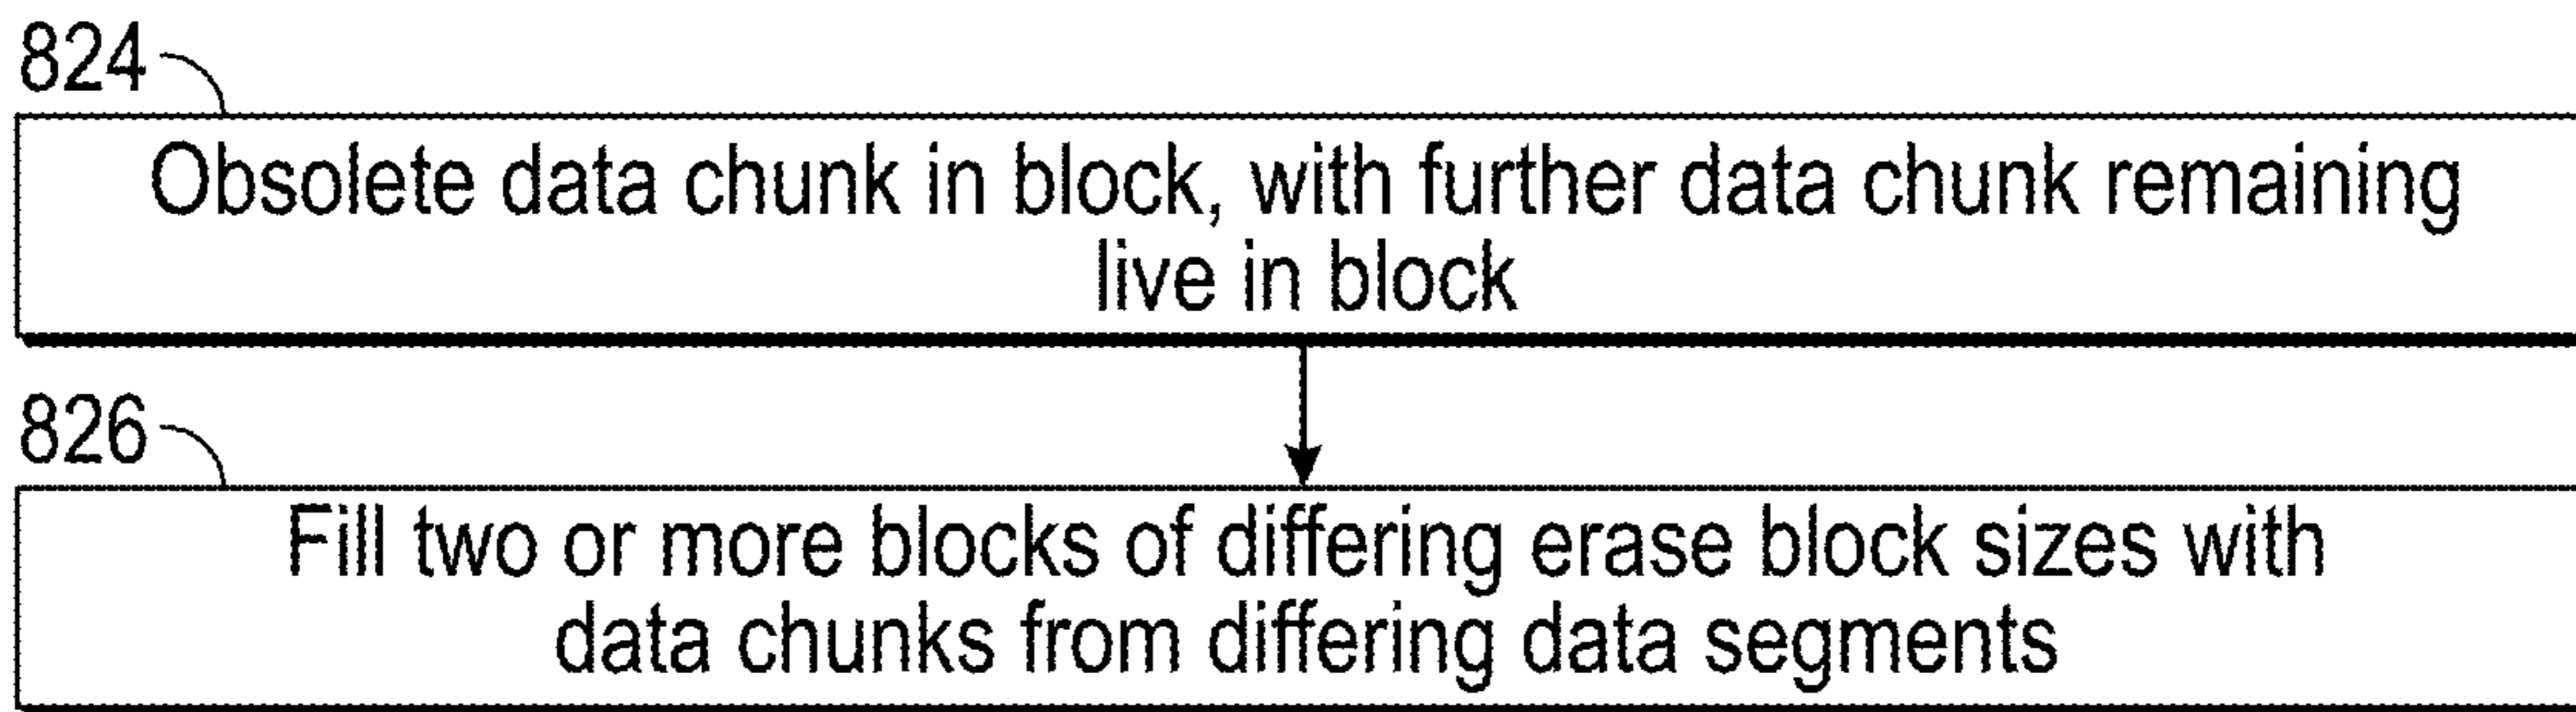 824
Obsolete data chunk in block, with further data chunk remaining
live in block
826
Fill two or more blocks of differing erase block sizes with
data chunks from differing data segments